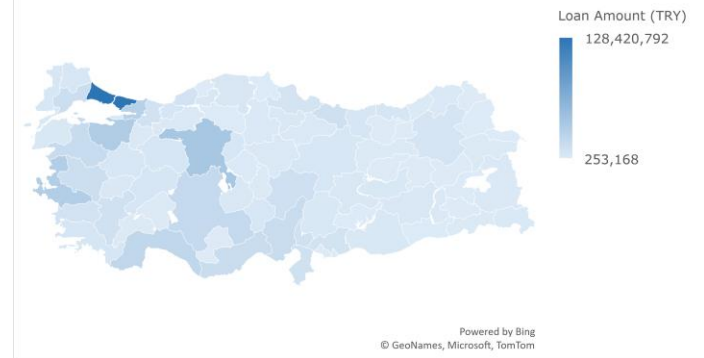 Loan Amount (TRY)
128,420,792
253,168
Powered by Bing
© GeoNames, Microsoft, TomTom